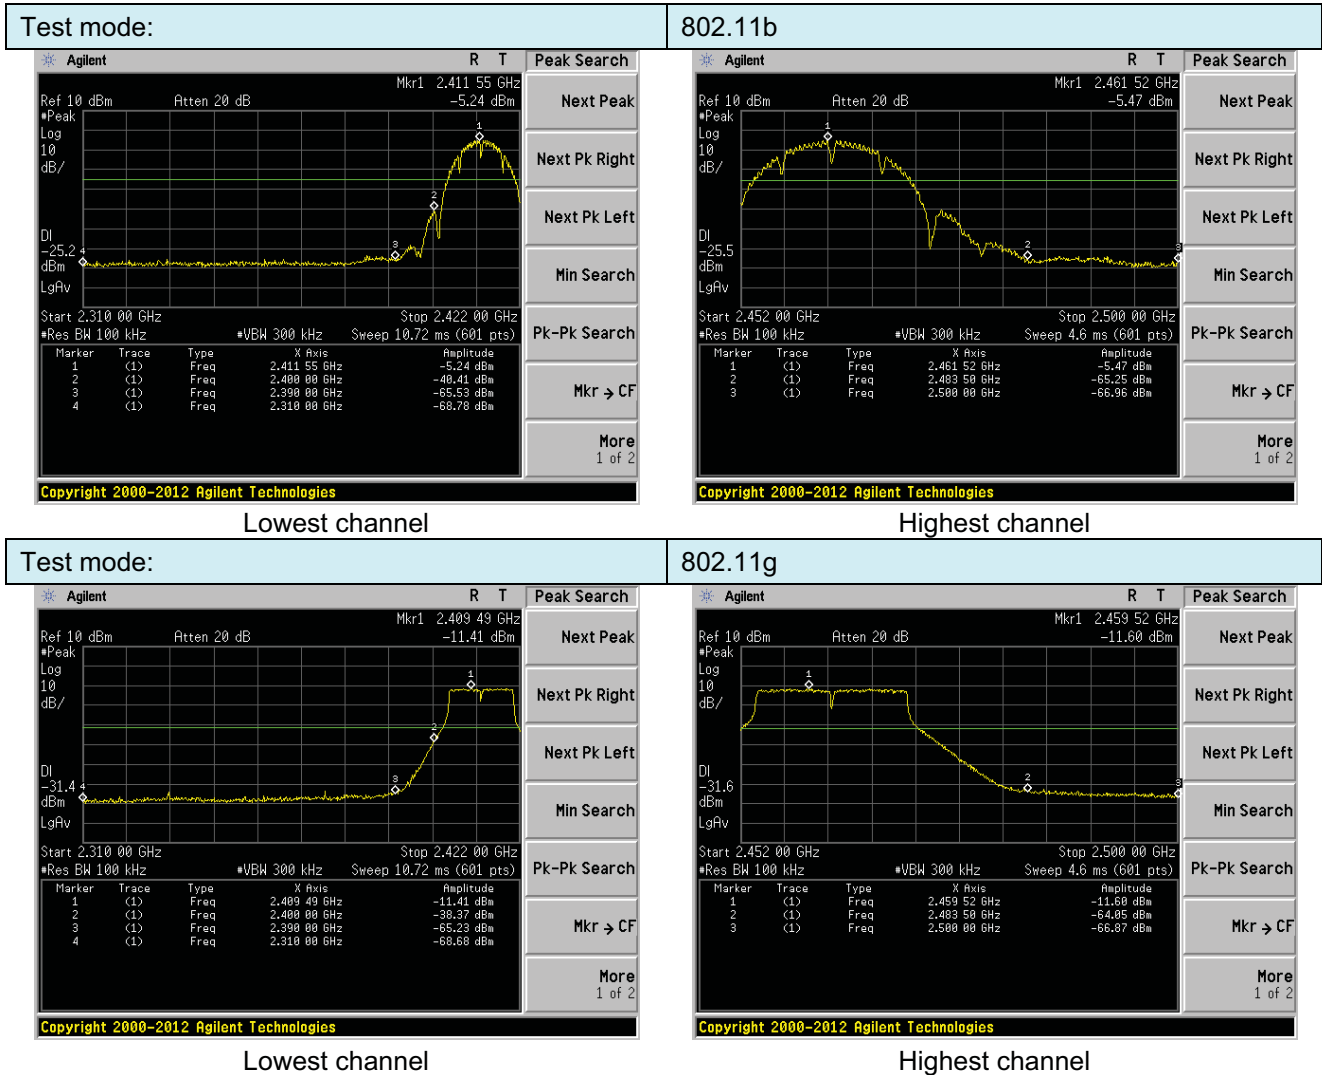 Test mode: 802.11b
Agilent R T Peak Search
Mkr1 2.411 55 GHz
Ref 10 dBm Atten 20 dB -5.24 dBm
#Peak
Log
10
dB/
1
2
3
4
DI
-25.2
dBm
LgAv
Start 2.310 00 GHz Stop 2.422 00 GHz
#Res BW 100 kHz #VBW 300 kHz Sweep 10.72 ms (601 pts)
Marker Trace Type X Axis Amplitude
1 (1) Freq 2.411 55 GHz -5.24 dBm
2 (1) Freq 2.400 00 GHz -40.41 dBm
3 (1) Freq 2.390 00 GHz -65.53 dBm
4 (1) Freq 2.310 00 GHz -68.78 dBm
Next Peak
Next Pk Right
Next Pk Left
Min Search
Pk-Pk Search
Mkr → CF
More
1 of 2
Copyright 2000-2012 Agilent Technologies
Lowest channel
Agilent R T Peak Search
Mkr1 2.461 52 GHz
Ref 10 dBm Atten 20 dB -5.47 dBm
#Peak
Log
10
dB/
1
2
3
DI
-25.5
dBm
LgAv
Start 2.452 00 GHz Stop 2.500 00 GHz
#Res BW 100 kHz #VBW 300 kHz Sweep 4.6 ms (601 pts)
Marker Trace Type X Axis Amplitude
1 (1) Freq 2.461 52 GHz -5.47 dBm
2 (1) Freq 2.483 50 GHz -65.25 dBm
3 (1) Freq 2.500 00 GHz -66.96 dBm
Next Peak
Next Pk Right
Next Pk Left
Min Search
Pk-Pk Search
Mkr → CF
More
1 of 2
Copyright 2000-2012 Agilent Technologies
Highest channel
Test mode: 802.11g
Agilent R T Peak Search
Mkr1 2.409 49 GHz
Ref 10 dBm Atten 20 dB -11.41 dBm
#Peak
Log
10
dB/
1
2
3
4
DI
-31.4
dBm
LgAv
Start 2.310 00 GHz Stop 2.422 00 GHz
#Res BW 100 kHz #VBW 300 kHz Sweep 10.72 ms (601 pts)
Marker Trace Type X Axis Amplitude
1 (1) Freq 2.409 49 GHz -11.41 dBm
2 (1) Freq 2.400 00 GHz -38.37 dBm
3 (1) Freq 2.390 00 GHz -65.23 dBm
4 (1) Freq 2.310 00 GHz -68.68 dBm
Next Peak
Next Pk Right
Next Pk Left
Min Search
Pk-Pk Search
Mkr → CF
More
1 of 2
Copyright 2000-2012 Agilent Technologies
Lowest channel
Agilent R T Peak Search
Mkr1 2.459 52 GHz
Ref 10 dBm Atten 20 dB -11.60 dBm
#Peak
Log
10
dB/
1
2
3
DI
-31.6
dBm
LgAv
Start 2.452 00 GHz Stop 2.500 00 GHz
#Res BW 100 kHz #VBW 300 kHz Sweep 4.6 ms (601 pts)
Marker Trace Type X Axis Amplitude
1 (1) Freq 2.459 52 GHz -11.60 dBm
2 (1) Freq 2.483 50 GHz -64.05 dBm
3 (1) Freq 2.500 00 GHz -66.87 dBm
Next Peak
Next Pk Right
Next Pk Left
Min Search
Pk-Pk Search
Mkr → CF
More
1 of 2
Copyright 2000-2012 Agilent Technologies
Highest channel